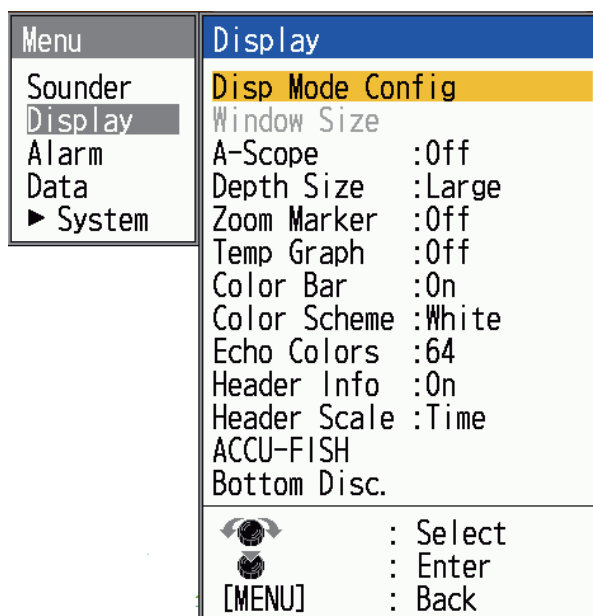 Menu
Sounder
Display
Alarm
Data
► System
Display
Disp Mode Config
Window Size
A-Scope :Off
Depth Size :Large
Zoom Marker :Off
Temp Graph :Off
Color Bar :On
Color Scheme :White
Echo Colors :64
Header Info :On
Header Scale :Time
ACCU-FISH
Bottom Disc.
: Select
: Enter
[MENU] : Back